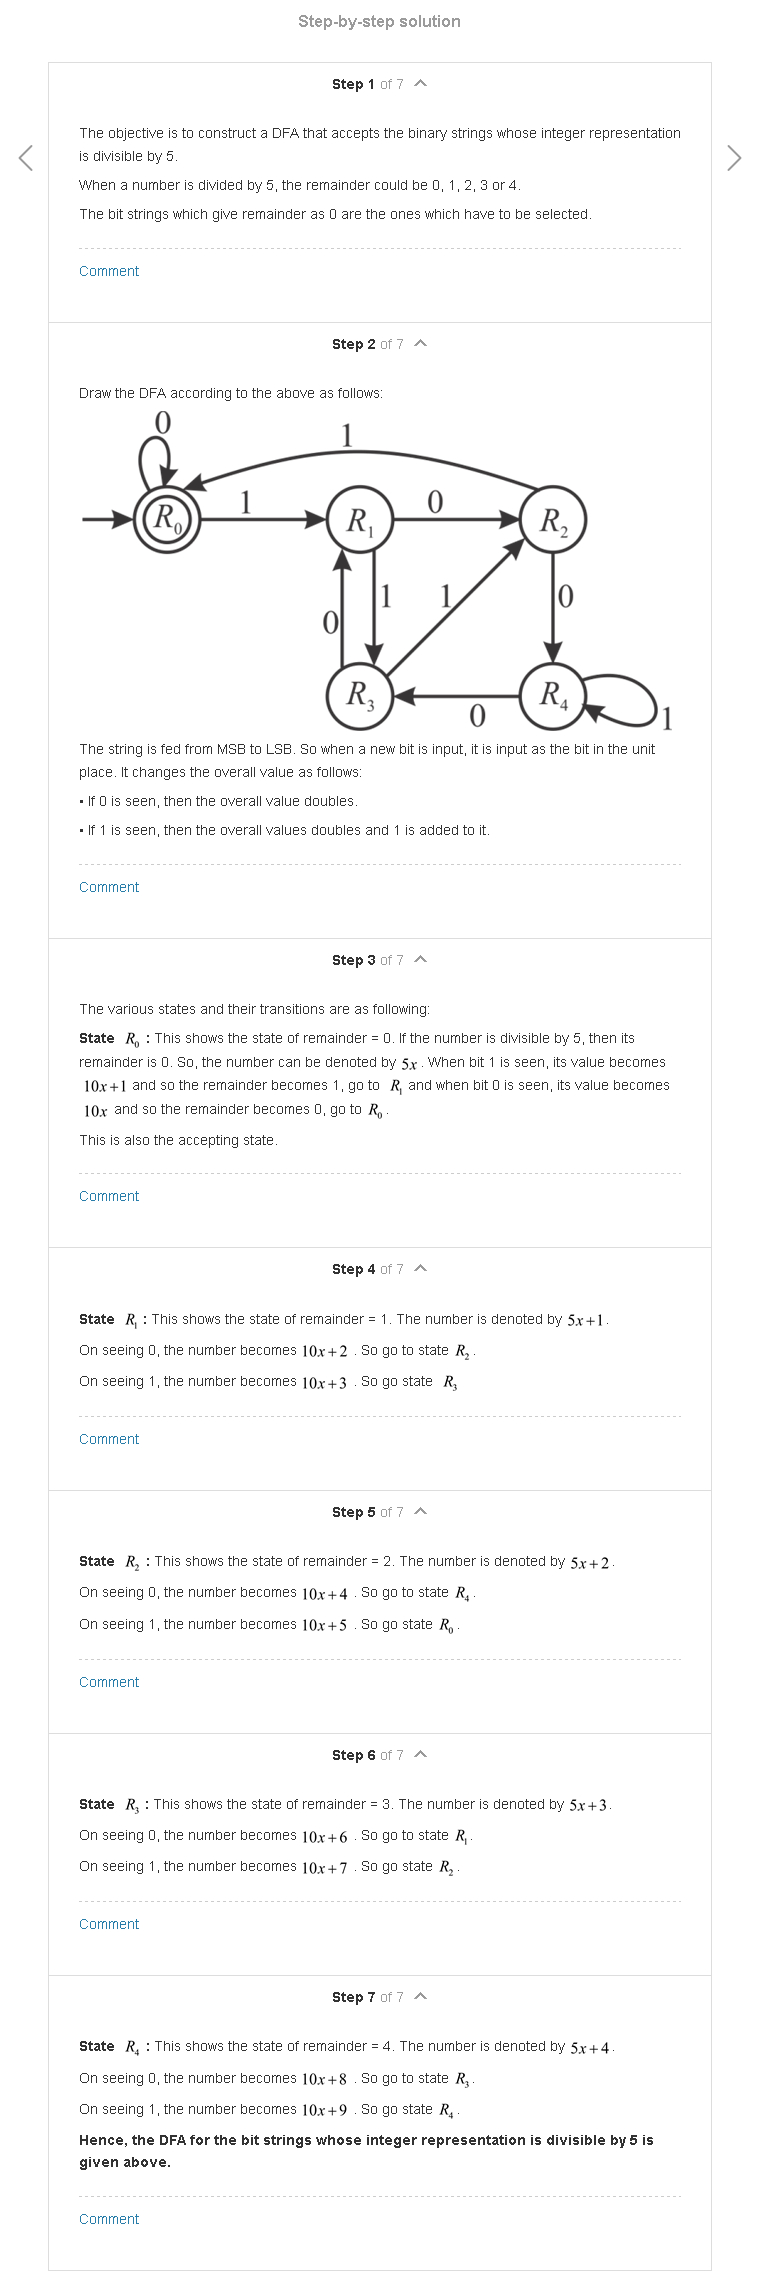 Step-by-step solution
Step 1 of 7
The objective is to construct a DFA that accepts the binary strings whose integer representation
is divisible by 5.
When a number is divided by 5, the remainder could be 0, 1, 2, 3 or 4.
The bit strings which give remainder as 0 are the ones which have to be selected.
Comment
Step 2 of 7
Draw the DFA according to the above as follows:
0
1
R₀ 1 R₁ 0 R₂
0 1 1 0
R₃ 0 R₄ 1
The string is fed from MSB to LSB. So when a new bit is input, it is input as the bit in the unit
place. It changes the overall value as follows:
• If 0 is seen, then the overall value doubles.
• If 1 is seen, then the overall values doubles and 1 is added to it.
Comment
Step 3 of 7
The various states and their transitions are as following:
State R₀ : This shows the state of remainder = 0. If the number is divisible by 5, then its
remainder is 0. So, the number can be denoted by 5x . When bit 1 is seen, its value becomes
10x+1 and so the remainder becomes 1, go to R₁ and when bit 0 is seen, its value becomes
10x and so the remainder becomes 0, go to R₀ .
This is also the accepting state.
Comment
Step 4 of 7
State R₁ : This shows the state of remainder = 1. The number is denoted by 5x+1 .
On seeing 0, the number becomes 10x+2 . So go to state R₂ .
On seeing 1, the number becomes 10x+3 . So go state R₃
Comment
Step 5 of 7
State R₂ : This shows the state of remainder = 2. The number is denoted by 5x+2 .
On seeing 0, the number becomes 10x+4 . So go to state R₄ .
On seeing 1, the number becomes 10x+5 . So go state R₀ .
Comment
Step 6 of 7
State R₃ : This shows the state of remainder = 3. The number is denoted by 5x+3 .
On seeing 0, the number becomes 10x+6 . So go to state R₁ .
On seeing 1, the number becomes 10x+7 . So go state R₂ .
Comment
Step 7 of 7
State R₄ : This shows the state of remainder = 4. The number is denoted by 5x+4 .
On seeing 0, the number becomes 10x+8 . So go to state R₃ .
On seeing 1, the number becomes 10x+9 . So go state R₄ .
Hence, the DFA for the bit strings whose integer representation is divisible by 5 is
given above.
Comment